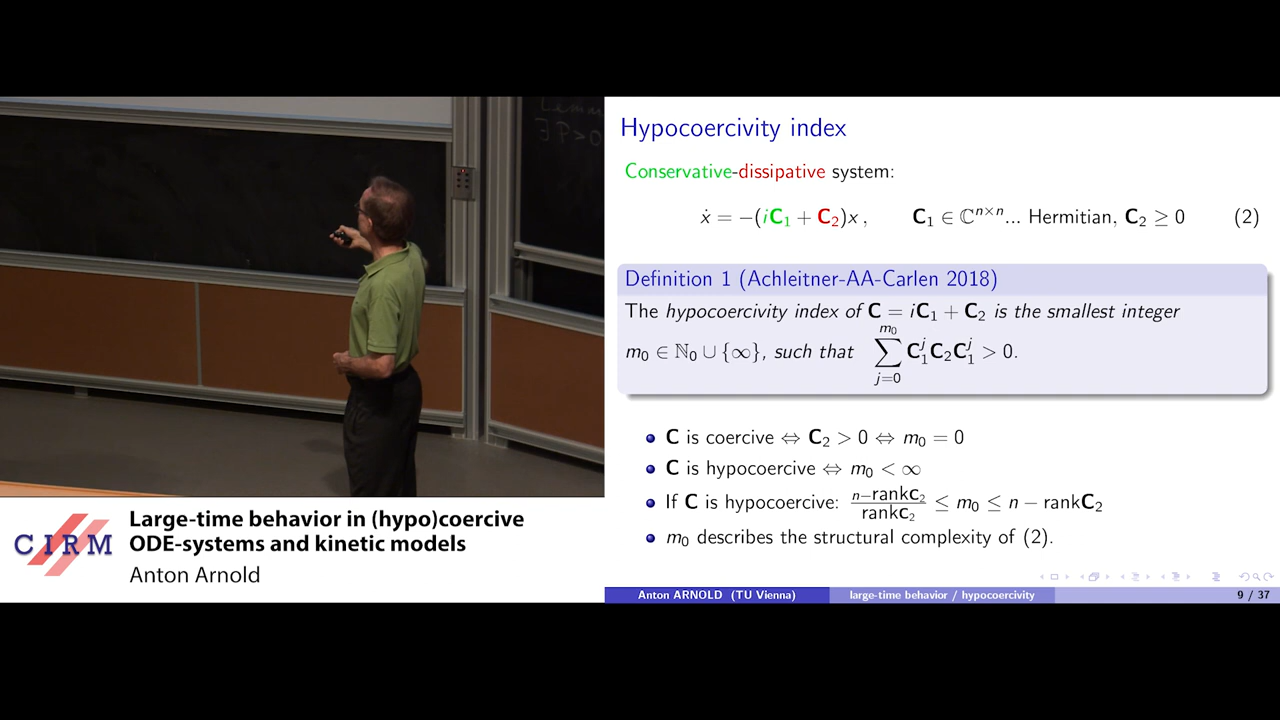 Lemma
∃ P>0
Hypocoercivity index
Conservative-dissipative system:
ẋ = −(iC₁ + C₂)x , C₁ ∈ ℂⁿˣⁿ... Hermitian, C₂ ≥ 0 (2)
Definition 1 (Achleitner-AA-Carlen 2018)
The hypocoercivity index of C = iC₁ + C₂ is the smallest integer
m₀ ∈ ℕ₀ ∪ {∞}, such that ∑_{j=0}^{m₀} C₁ʲC₂C₁ʲ > 0.
• C is coercive ⇔ C₂ > 0 ⇔ m₀ = 0
• C is hypocoercive ⇔ m₀ < ∞
• If C is hypocoercive: (n−rankC₂)/(rankC₂) ≤ m₀ ≤ n − rankC₂
• m₀ describes the structural complexity of (2).
Anton ARNOLD (TU Vienna) large-time behavior / hypocoercivity 9 / 37
CIRM
Large-time behavior in (hypo)coercive
ODE-systems and kinetic models
Anton Arnold